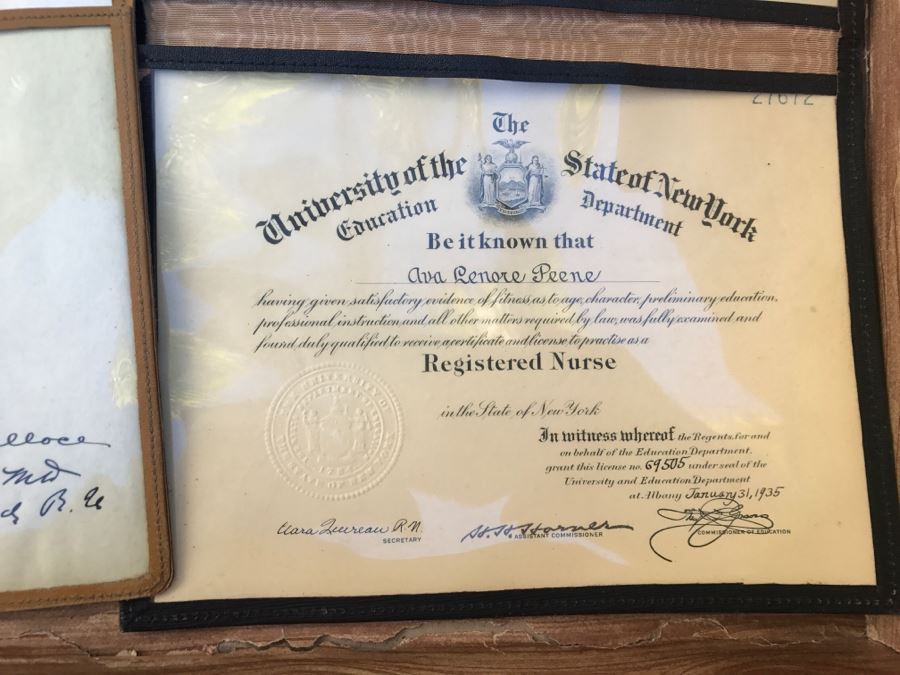 27672
The
University of the State of New York
Education Department
Be it known that
Ava Lenore Peene
having given satisfactory evidence of fitness, as to age, character, preliminary education,
professional instruction and all other matters required by law, was fully examined and
found duly qualified to receive a certificate and license to practise as a
Registered Nurse
in the State of New York
In witness whereof the Regents, for and
on behalf of the Education Department,
grant this license no. 69505 under seal of the
University and Education Department
at Albany January 31, 1935
Clara R.N.
SECRETARY
H. H. Horner
ASSISTANT COMMISSIONER
COMMISSIONER OF EDUCATION
MD